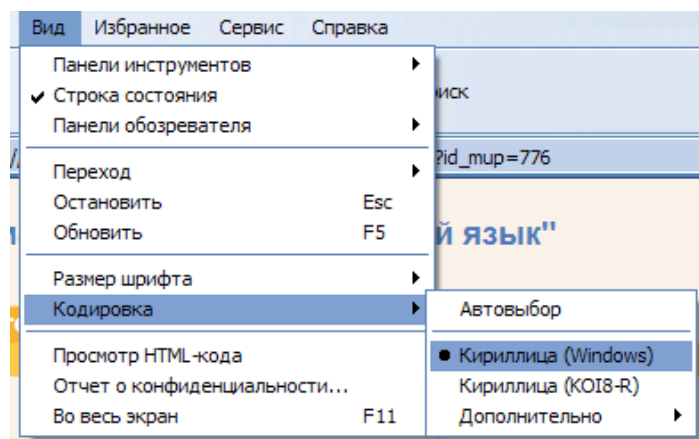 Вид Избранное Сервис Справка
Панели инструментов
Строка состояния
иск
Панели обозревателя
?id_mup=776
Переход
Остановить Esc
Обновить F5
й язык"
Размер шрифта
Кодировка
Автовыбор
Просмотр HTML-кода
Кириллица (Windows)
Отчет о конфиденциальности...
Кириллица (KOI8-R)
Во весь экран F11
Дополнительно